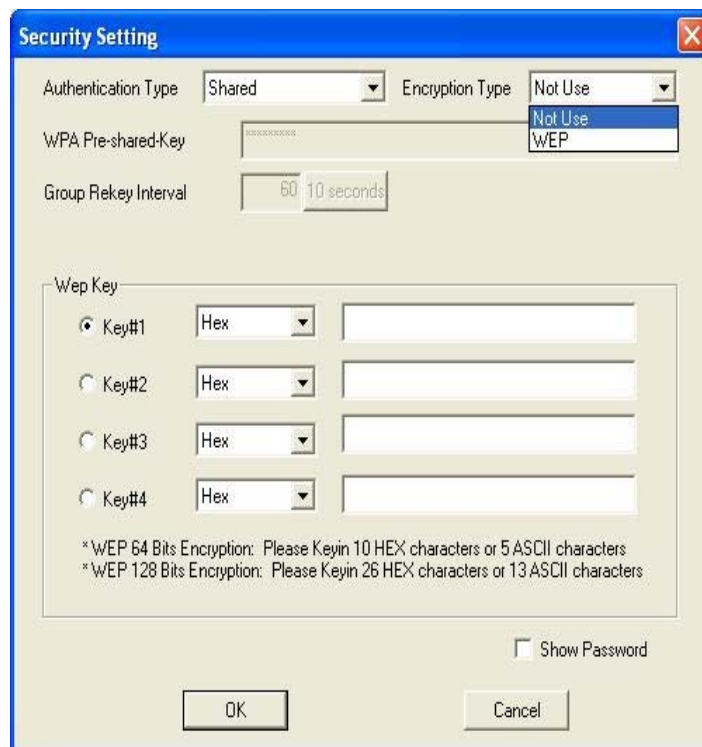 Security Setting
Authentication Type Shared Encryption Type Not Use
Not Use
WEP
WPA Pre-shared-Key *********
Group Rekey Interval 60 10 seconds
Wep Key
Key#1 Hex
Key#2 Hex
Key#3 Hex
Key#4 Hex
* WEP 64 Bits Encryption: Please Keyin 10 HEX characters or 5 ASCII characters
* WEP 128 Bits Encryption: Please Keyin 26 HEX characters or 13 ASCII characters
Show Password
OK Cancel